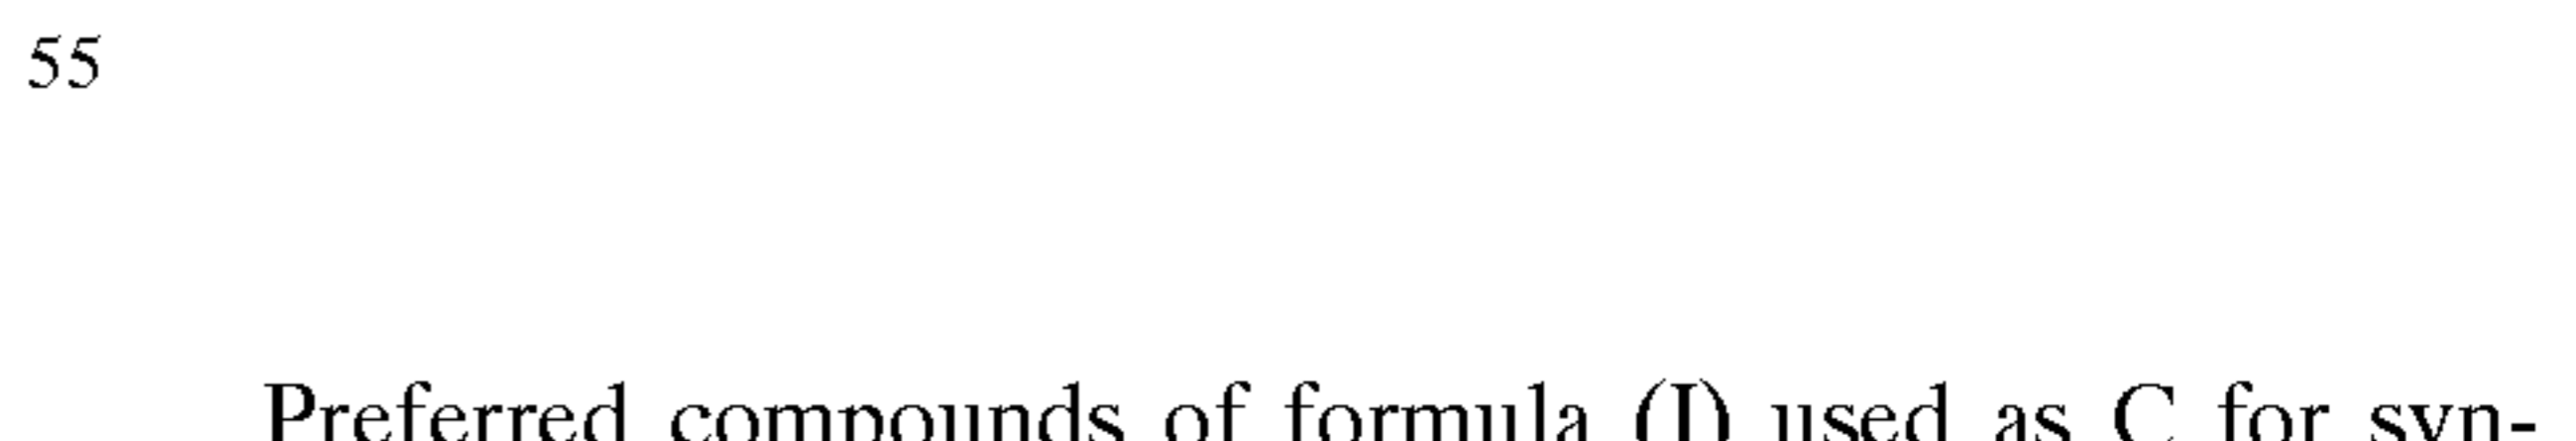 55
Preferred compounds of formula (I) used as C for syn-